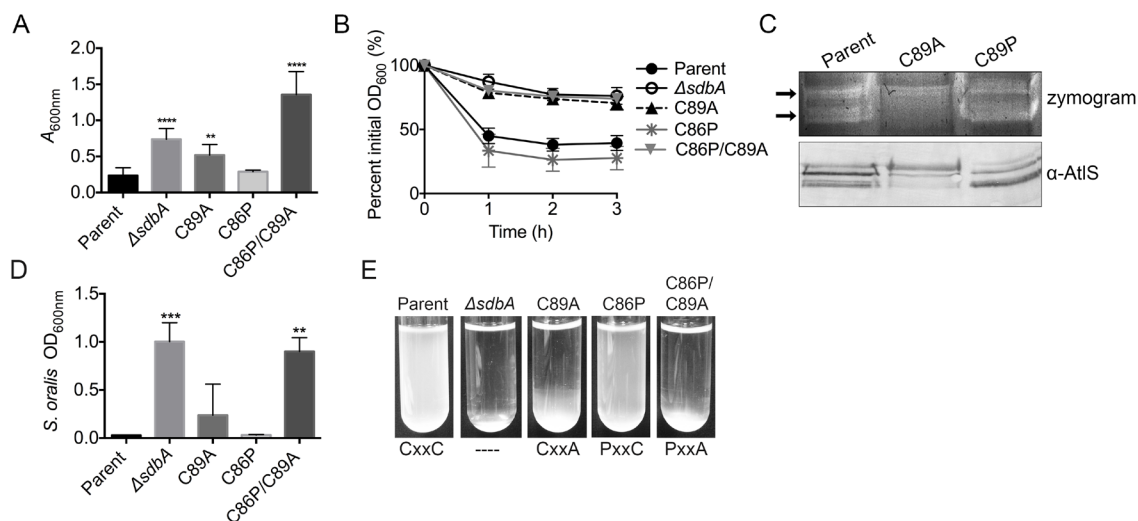 A
2.0
1.5
1.0
0.5
0.0
A600nm
****
**
****
Parent
ΔsdbA
C89A
C86P
C86P/C89A
B
100
50
0
Percent initial OD600 (%)
0
1
2
3
Time (h)
Parent
ΔsdbA
C89A
C86P
C86P/C89A
C
Parent
C89A
C89P
zymogram
α-AtlS
D
1.5
1.0
0.5
0.0
S. oralis OD600nm
***
**
Parent
ΔsdbA
C89A
C86P
C86P/C89A
E
Parent
ΔsdbA
C89A
C86P
C86P/
C89A
CxxC
----
CxxA
PxxC
PxxA